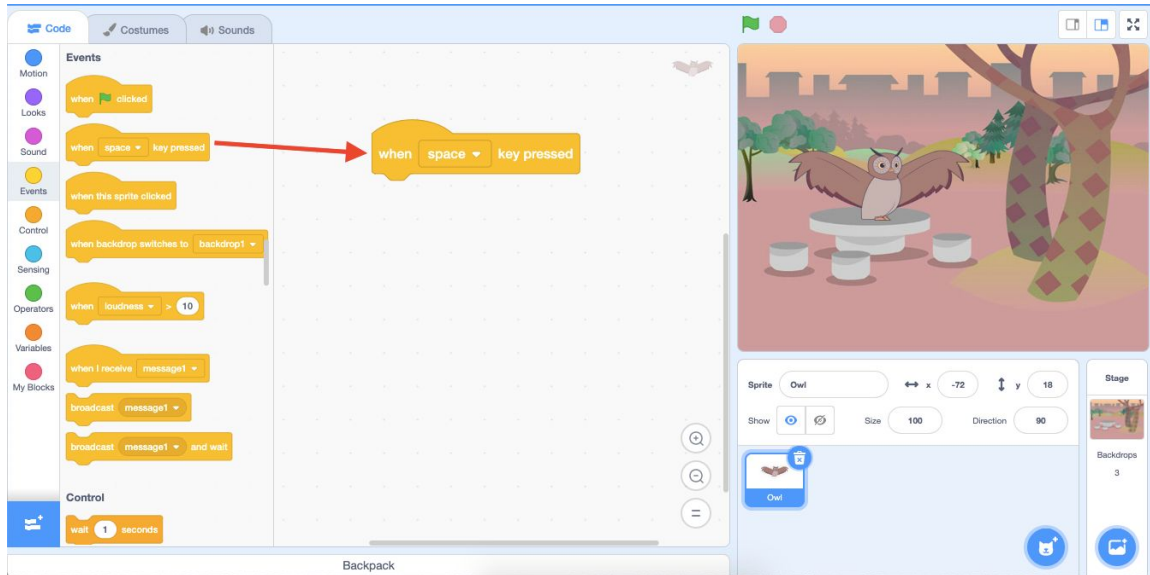 Code
Costumes
Sounds
Motion
Looks
Sound
Events
Control
Sensing
Operators
Variables
My Blocks
Events
when clicked
when space key pressed
when this sprite clicked
when backdrop switches to backdrop1
when loudness > 10
when I receive message1
broadcast message1
broadcast message1 and wait
Control
wait 1 seconds
when space key pressed
Backpack
Sprite Owl x -72 y 18
Show Size 100 Direction 90
Owl
Stage
Backdrops
3